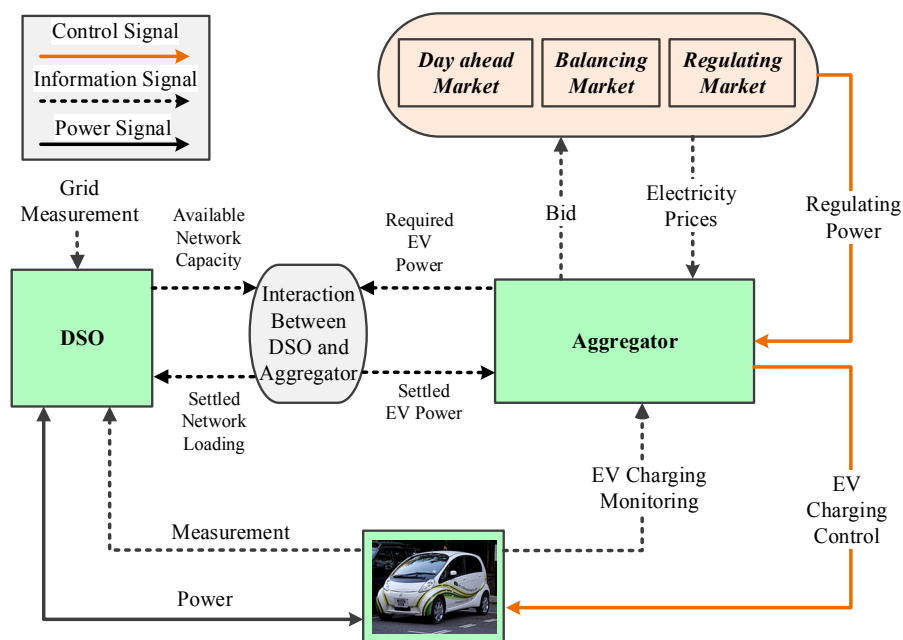 Control Signal
Information Signal
Power Signal
Day ahead
Market
Balancing
Market
Regulating
Market
Grid
Measurement
Available
Network
Capacity
Required
EV
Power
Bid
Electricity
Prices
Regulating
Power
DSO
Interaction
Between
DSO and
Aggregator
Aggregator
Settled
Network
Loading
Settled
EV Power
EV Charging
Monitoring
EV
Charging
Control
Measurement
Power